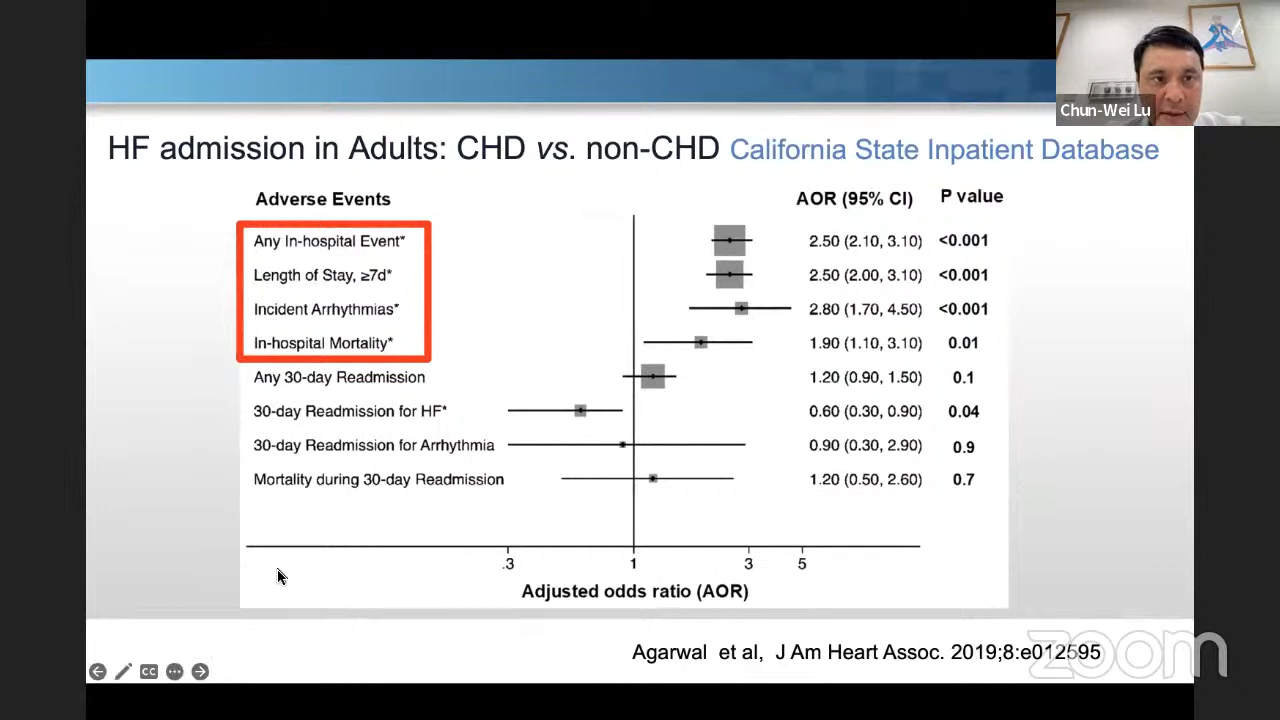 Chun-Wei Lu
HF admission in Adults: CHD vs. non-CHD California State Inpatient Database
Adverse Events AOR (95% CI) P value
Any In-hospital Event* 2.50 (2.10, 3.10) <0.001
Length of Stay, ≥7d* 2.50 (2.00, 3.10) <0.001
Incident Arrhythmias* 2.80 (1.70, 4.50) <0.001
In-hospital Mortality* 1.90 (1.10, 3.10) 0.01
Any 30-day Readmission 1.20 (0.90, 1.50) 0.1
30-day Readmission for HF* 0.60 (0.30, 0.90) 0.04
30-day Readmission for Arrhythmia 0.90 (0.30, 2.90) 0.9
Mortality during 30-day Readmission 1.20 (0.50, 2.60) 0.7
.3 1 3 5
Adjusted odds ratio (AOR)
Agarwal et al, J Am Heart Assoc. 2019;8:e012595
zoom
CC